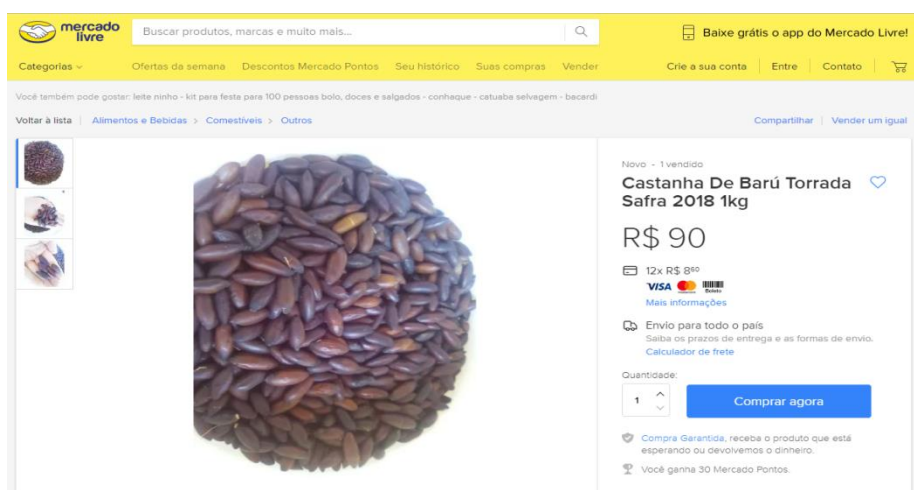 mercado
livre
Buscar produtos, marcas e muito mais...
Baixe grátis o app do Mercado Livre!
Categorias
Ofertas da semana Descontos Mercado Pontos Seu histórico Suas compras Vender
Crie a sua conta Entre Contato
Você também pode gostar: leite ninho - kit para festa para 100 pessoas bolo, doces e salgados - conhaque - catuaba selvagem - bacardi
Voltar à lista | Alimentos e Bebidas > Comestíveis > Outros
Compartilhar | Vender um igual
Novo - 1 vendido
Castanha De Barú Torrada
Safra 2018 1kg
R$ 90
12x R$ 8⁶⁰
VISA mastercard Boleto
Mais informações
Envio para todo o país
Saiba os prazos de entrega e as formas de envio.
Calculador de frete
Quantidade:
1
Comprar agora
Compra Garantida, receba o produto que está
esperando ou devolvemos o dinheiro.
Você ganha 30 Mercado Pontos.